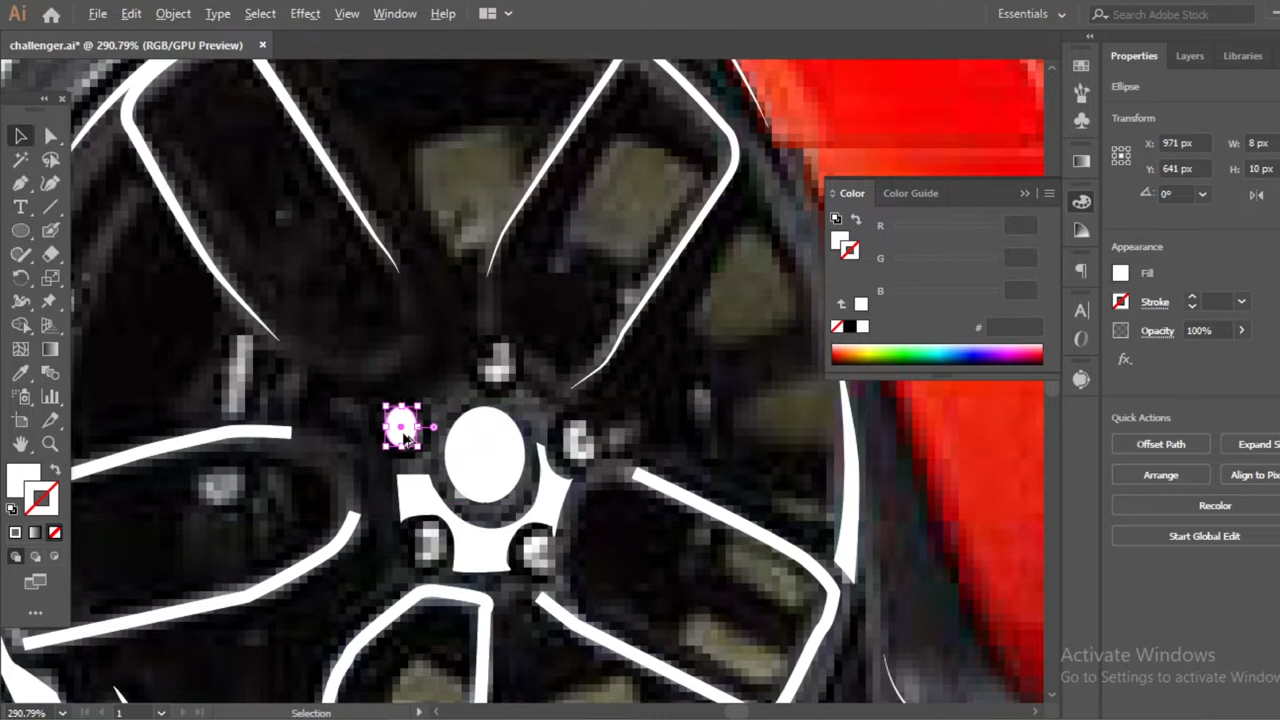 Ai File Edit Object Type Select Effect View Window Help Essentials Search Adobe Stock
challenger.ai* @ 290.79% (RGB/GPU Preview) ×
Properties Layers Libraries
Ellipse
Transform
X: 971 px W: 8 px
Y: 641 px H: 10 px
0°
Color Color Guide
R
G
B
#
Appearance
Fill
Stroke
Opacity 100%
fx.
Quick Actions
Offset Path Expand S
Arrange Align to Pi
Recolor
Start Global Edit
Activate Windows
Go to Settings to activate Window
290.79% 1 Selection